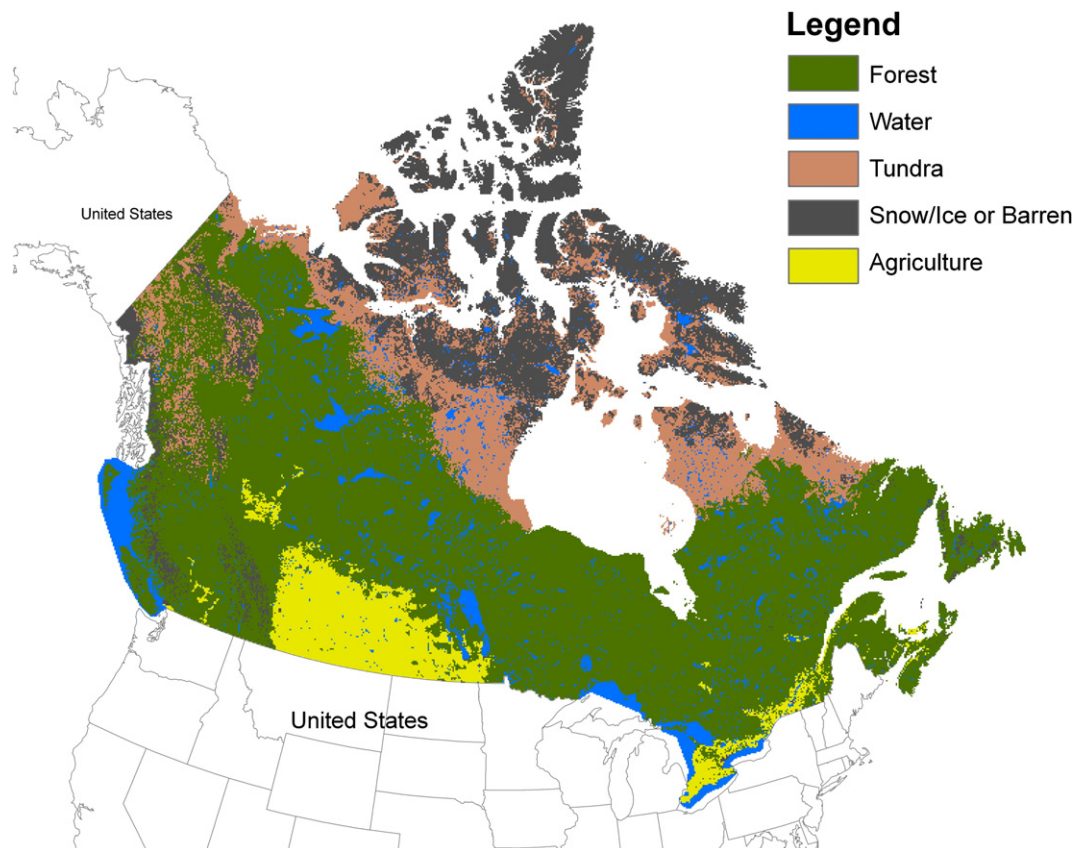 Legend
Forest
Water
Tundra
Snow/Ice or Barren
Agriculture
United States
United States